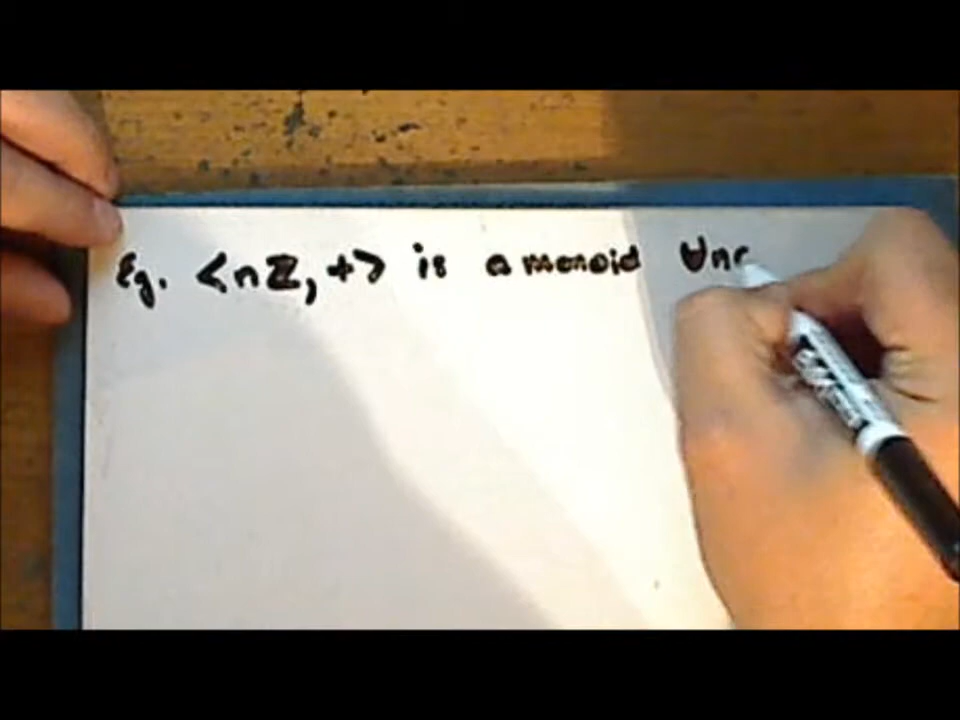 Eg. <nℤ, +> is a monoid ∀n